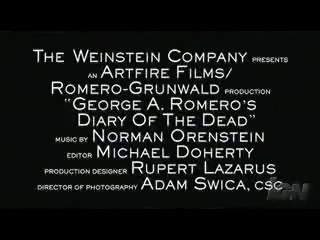 THE WEINSTEIN COMPANY PRESENTS
AN ARTFIRE FILMS/
ROMERO-GRUNWALD PRODUCTION
"GEORGE A. ROMERO'S
DIARY OF THE DEAD"
MUSIC BY NORMAN ORENSTEIN
EDITOR MICHAEL DOHERTY
PRODUCTION DESIGNER RUPERT LAZARUS
DIRECTOR OF PHOTOGRAPHY ADAM SWICA, CSC